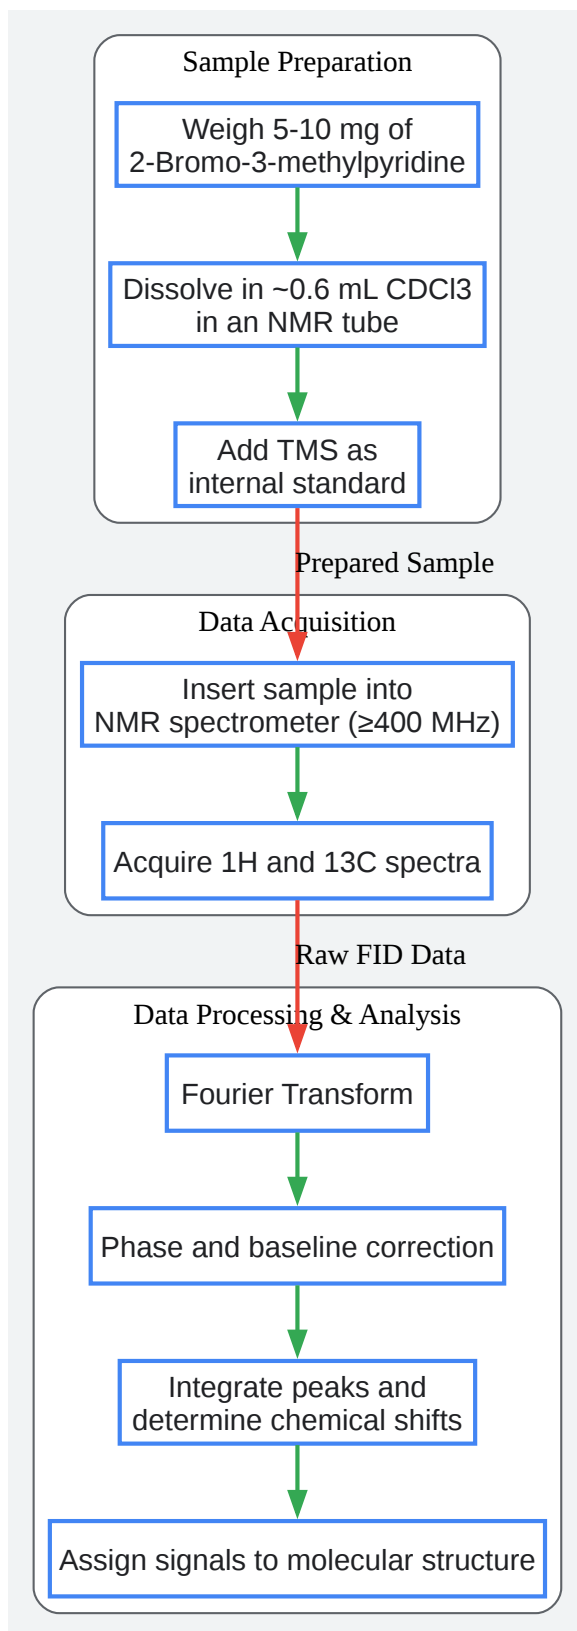 Sample Preparation
Weigh 5-10 mg of
2-Bromo-3-methylpyridine
Dissolve in ~0.6 mL CDCl3
in an NMR tube
Add TMS as
internal standard
Prepared Sample
Data Acquisition
Insert sample into
NMR spectrometer (≥400 MHz)
Acquire 1H and 13C spectra
Raw FID Data
Data Processing & Analysis
Fourier Transform
Phase and baseline correction
Integrate peaks and
determine chemical shifts
Assign signals to molecular structure